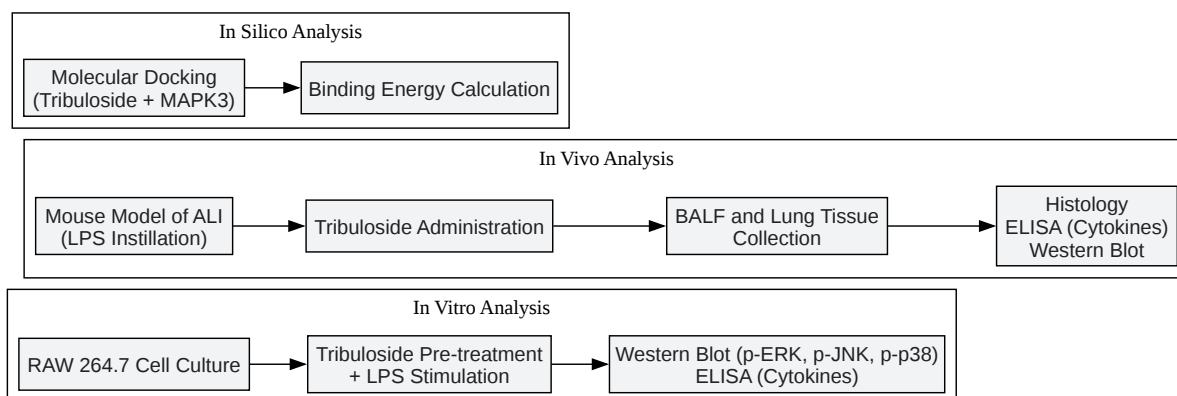 In Silico Analysis
Molecular Docking
(Tribuloside + MAPK3)
Binding Energy Calculation
In Vivo Analysis
Mouse Model of ALI
(LPS Instillation)
Tribuloside Administration
BALF and Lung Tissue
Collection
Histology
ELISA (Cytokines)
Western Blot
In Vitro Analysis
RAW 264.7 Cell Culture
Tribuloside Pre-treatment
+ LPS Stimulation
Western Blot (p-ERK, p-JNK, p-p38)
ELISA (Cytokines)